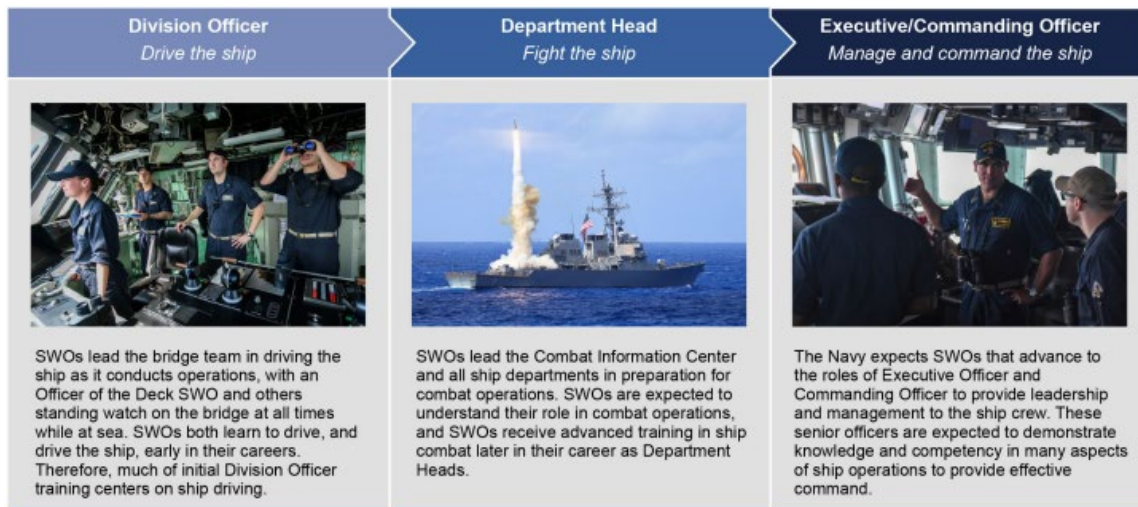 Division Officer
Drive the ship
Department Head
Fight the ship
Executive/Commanding Officer
Manage and command the ship
SWOs lead the bridge team in driving the
ship as it conducts operations, with an
Officer of the Deck SWO and others
standing watch on the bridge at all times
while at sea. SWOs both learn to drive, and
drive the ship, early in their careers.
Therefore, much of initial Division Officer
training centers on ship driving.
SWOs lead the Combat Information Center
and all ship departments in preparation for
combat operations. SWOs are expected to
understand their role in combat operations,
and SWOs receive advanced training in ship
combat later in their career as Department
Heads.
The Navy expects SWOs that advance to
the roles of Executive Officer and
Commanding Officer to provide leadership
and management to the ship crew. These
senior officers are expected to demonstrate
knowledge and competency in many aspects
of ship operations to provide effective
command.